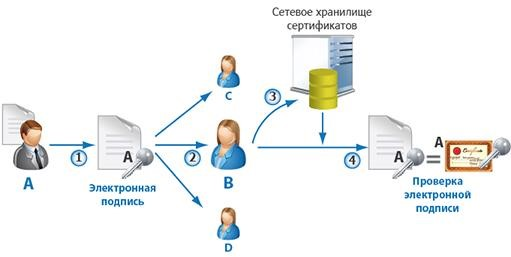 Сетевое хранилище
сертификатов
C
3
A
1
A
2
B
4
A
=
A
Электронная
подпись
Проверка
электронной
подписи
D